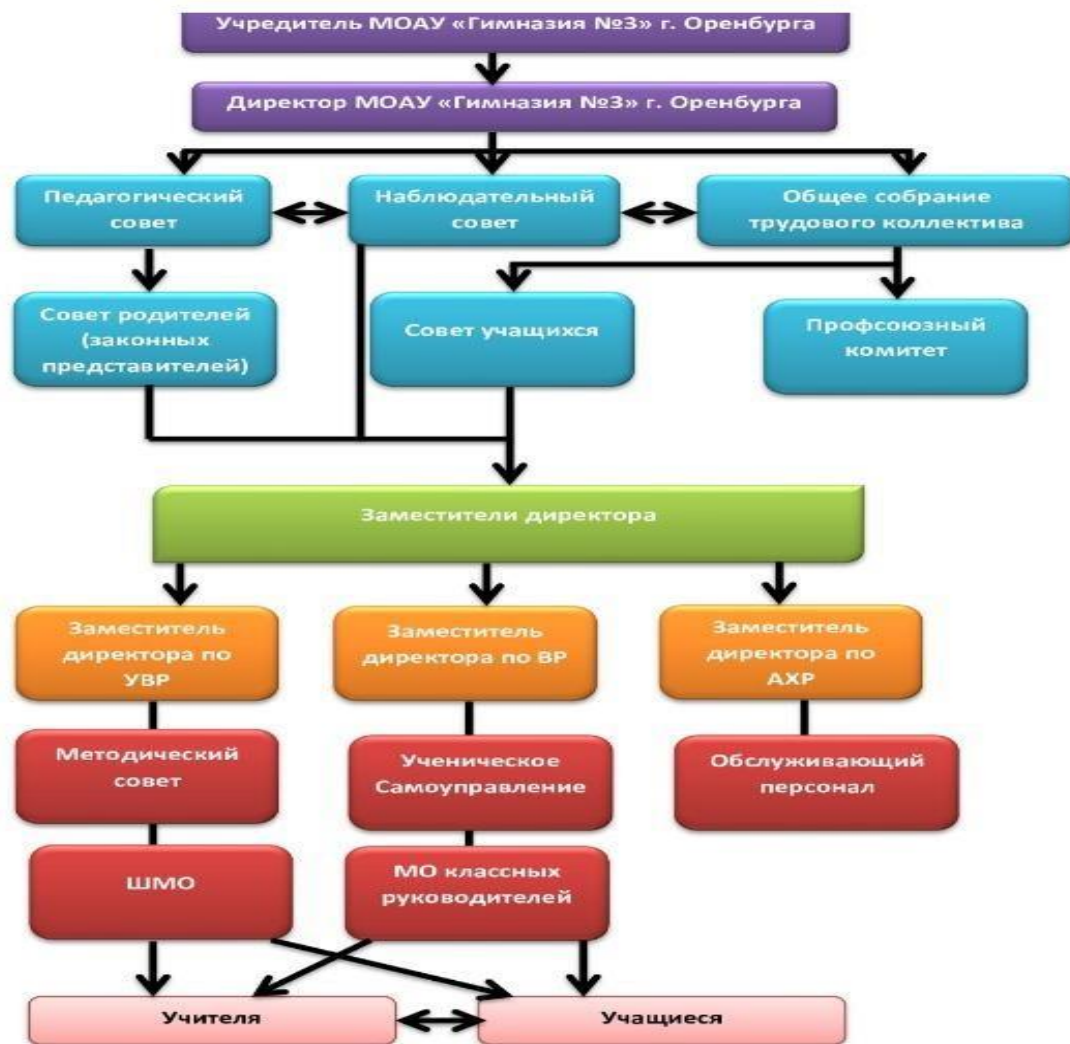 Учредитель МОАУ «Гимназия №3» г. Оренбурга
Директор МОАУ «Гимназия №3» г. Оренбурга
Педагогический
совет
Наблюдательный
совет
Общее собрание
трудового коллектива
Совет родителей
(законных
представителей)
Совет учащихся
Профсоюзный
комитет
Заместители директора
Заместитель
директора по
УВР
Заместитель
директора по ВР
Заместитель
директора по
АХР
Методический
совет
Ученическое
Самоуправление
Обслуживающий
персонал
ШМО
МО классных
руководителей
Учителя
Учащиеся